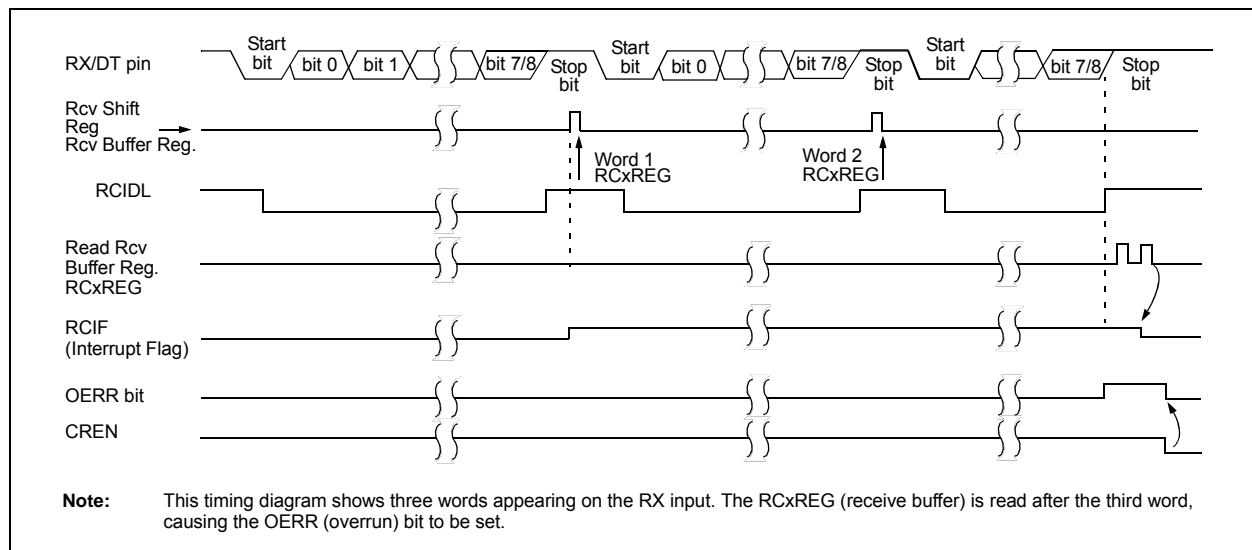 RX/DT pin
Start
bit
bit 0
bit 1
bit 7/8
Stop
bit
Start
bit
bit 0
bit 7/8
Stop
bit
Start
bit
bit 7/8
Stop
bit
Rcv Shift
Reg
Rcv Buffer Reg.
Word 1
RCxREG
Word 2
RCxREG
RCIDL
Read Rcv
Buffer Reg.
RCxREG
RCIF
(Interrupt Flag)
OERR bit
CREN
Note: This timing diagram shows three words appearing on the RX input. The RCxREG (receive buffer) is read after the third word,
causing the OERR (overrun) bit to be set.